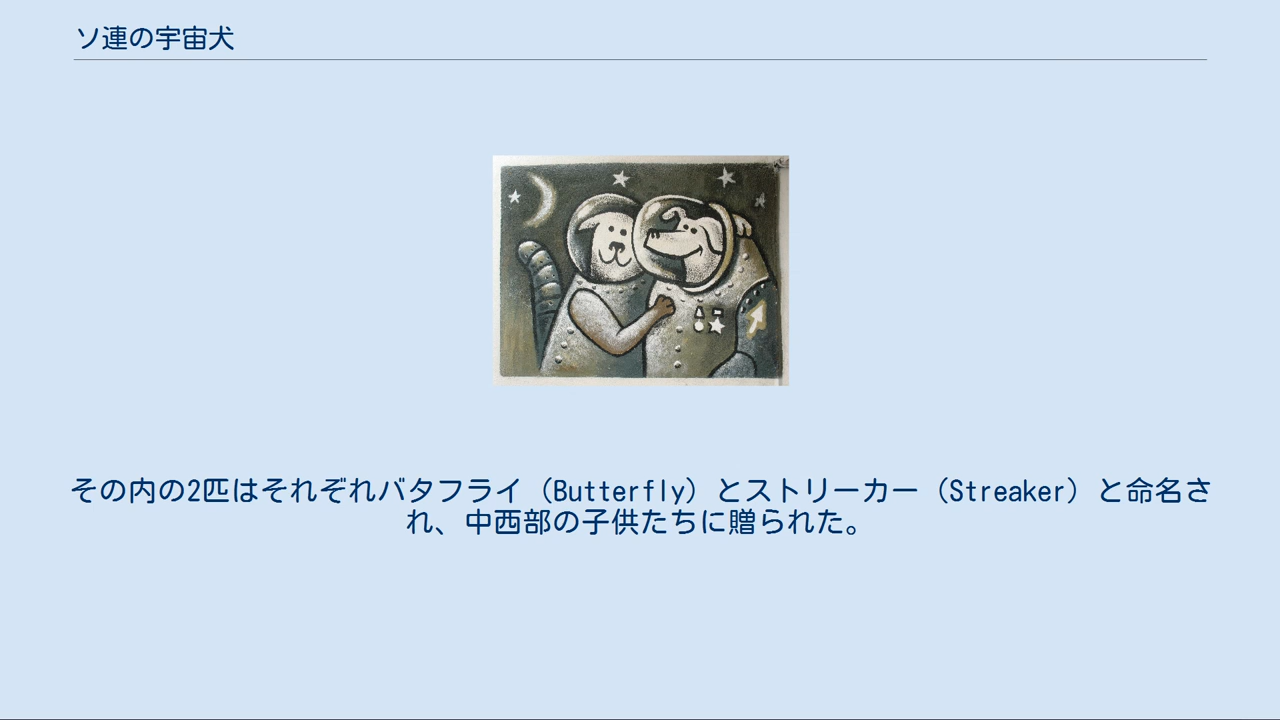 ソ連の宇宙犬
その内の2匹はそれぞれバタフライ（Butterfly）とストリーカー（Streaker）と命名さ
れ、中西部の子供たちに贈られた。